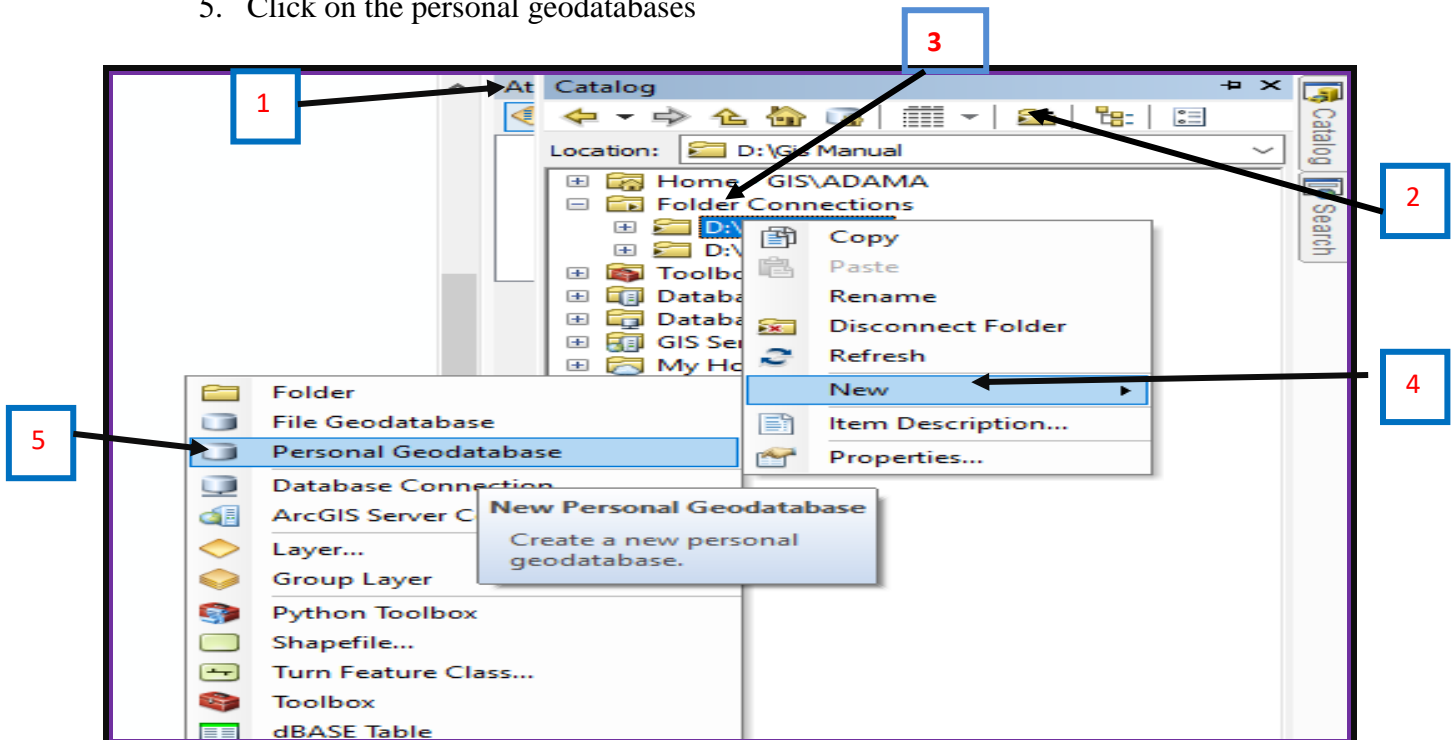 5. Click on the personal geodatabases
3
1
At
Catalog
Location: D:\Gis Manual
Home - GIS\ADAMA
Folder Connections
D:\
D:\
Toolbo
Databa
Databa
GIS Ser
My Ho
Copy
Paste
Rename
Disconnect Folder
Refresh
New
Item Description...
Properties...
Catalog
Search
2
4
5
Folder
File Geodatabase
Personal Geodatabase
Database Connection
ArcGIS Server C
Layer...
Group Layer
Python Toolbox
Shapefile...
Turn Feature Class...
Toolbox
dBASE Table
New Personal Geodatabase
Create a new personal
geodatabase.